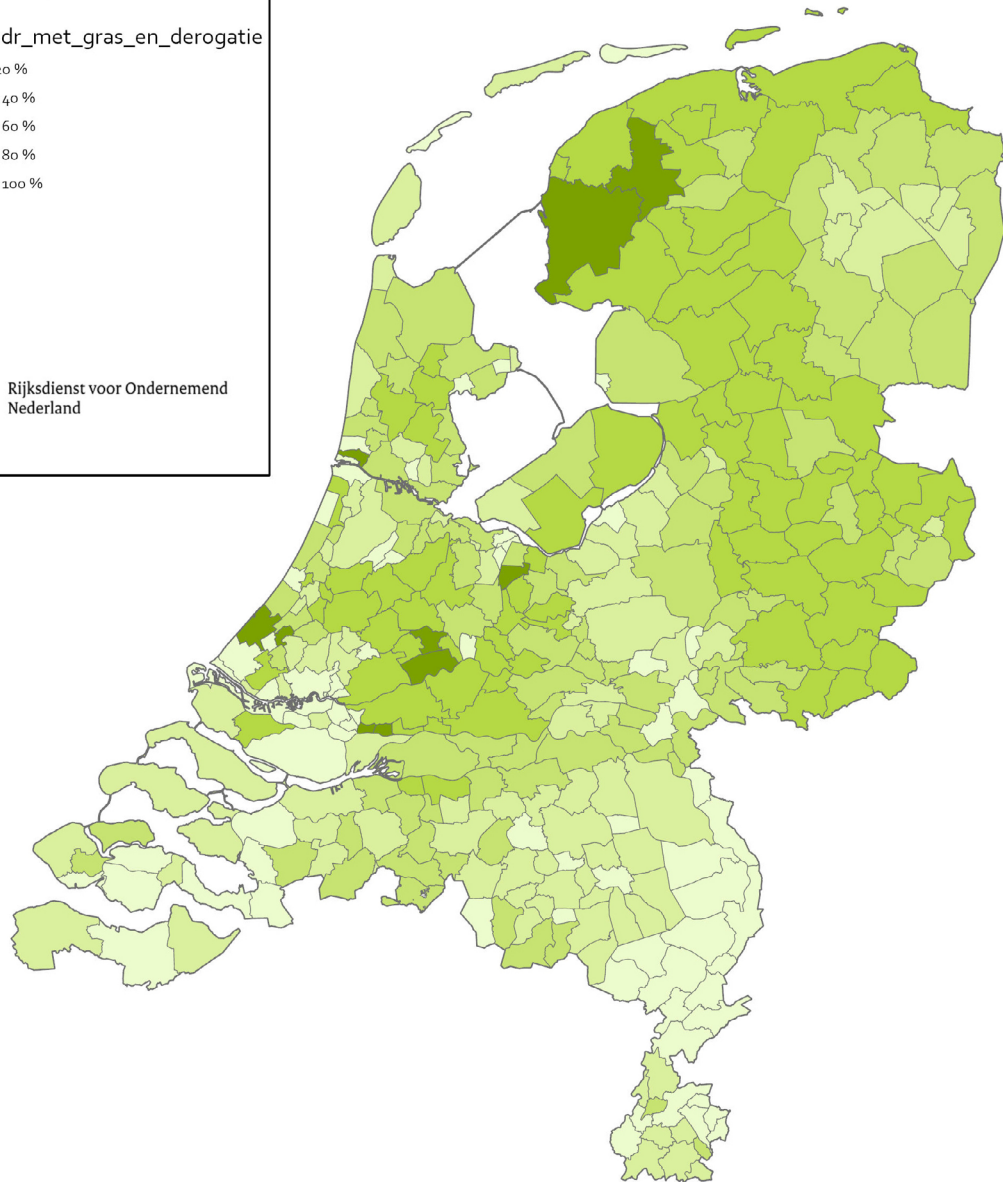 dr_met_gras_en_derogatie
20 %
40 %
60 %
80 %
100 %
Rijksdienst voor Ondernemend
Nederland